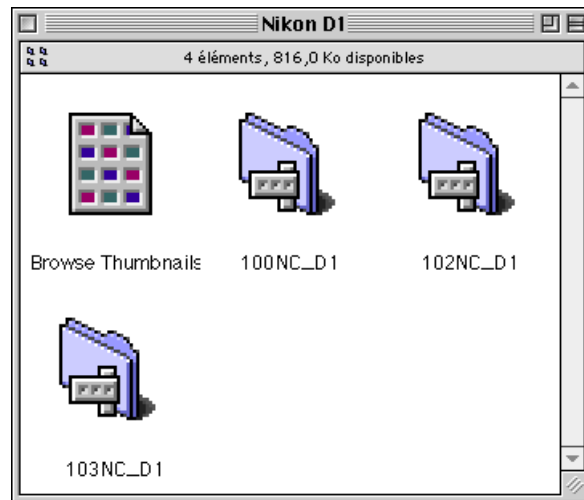 Nikon D1
4 éléments, 816,0 Ko disponibles
Browse Thumbnails
100NC_D1
102NC_D1
103NC_D1